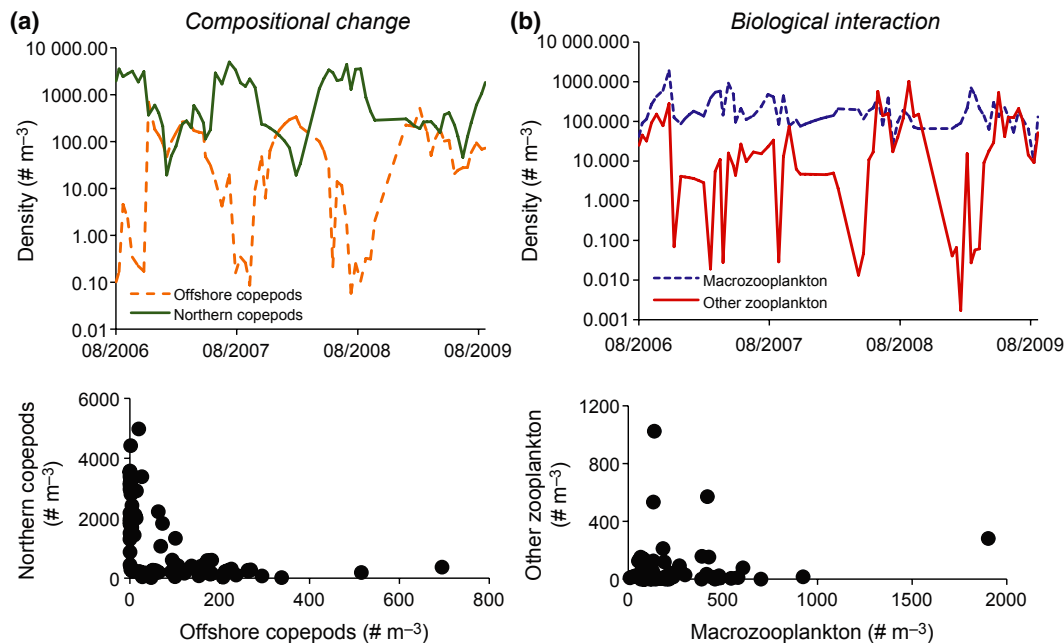 (a) Compositional change
10 000.00
1000.00
100.00
10.00
1.00
0.10
0.01
Density (# m–3)
Offshore copepods
Northern copepods
08/2006 08/2007 08/2008 08/2009
(b) Biological interaction
10 000.000
1000.000
100.000
10.000
1.000
0.100
0.010
0.001
Density (# m–3)
Macrozooplankton
Other zooplankton
08/2006 08/2007 08/2008 08/2009
6000
4000
2000
0
Northern copepods
(# m–3)
0 200 400 600 800
Offshore copepods (# m–3)
1200
800
400
0
Other zooplankton
(# m–3)
0 500 1000 1500 2000
Macrozooplankton (# m–3)